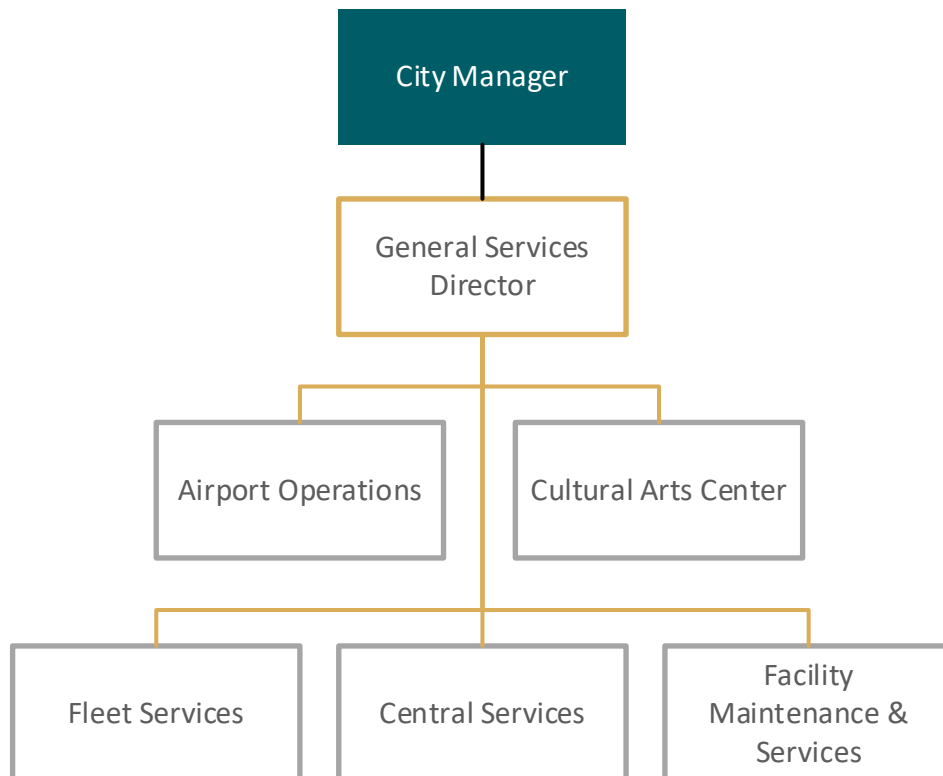 City Manager
General Services
Director
Airport Operations
Cultural Arts Center
Fleet Services
Central Services
Facility
Maintenance &
Services